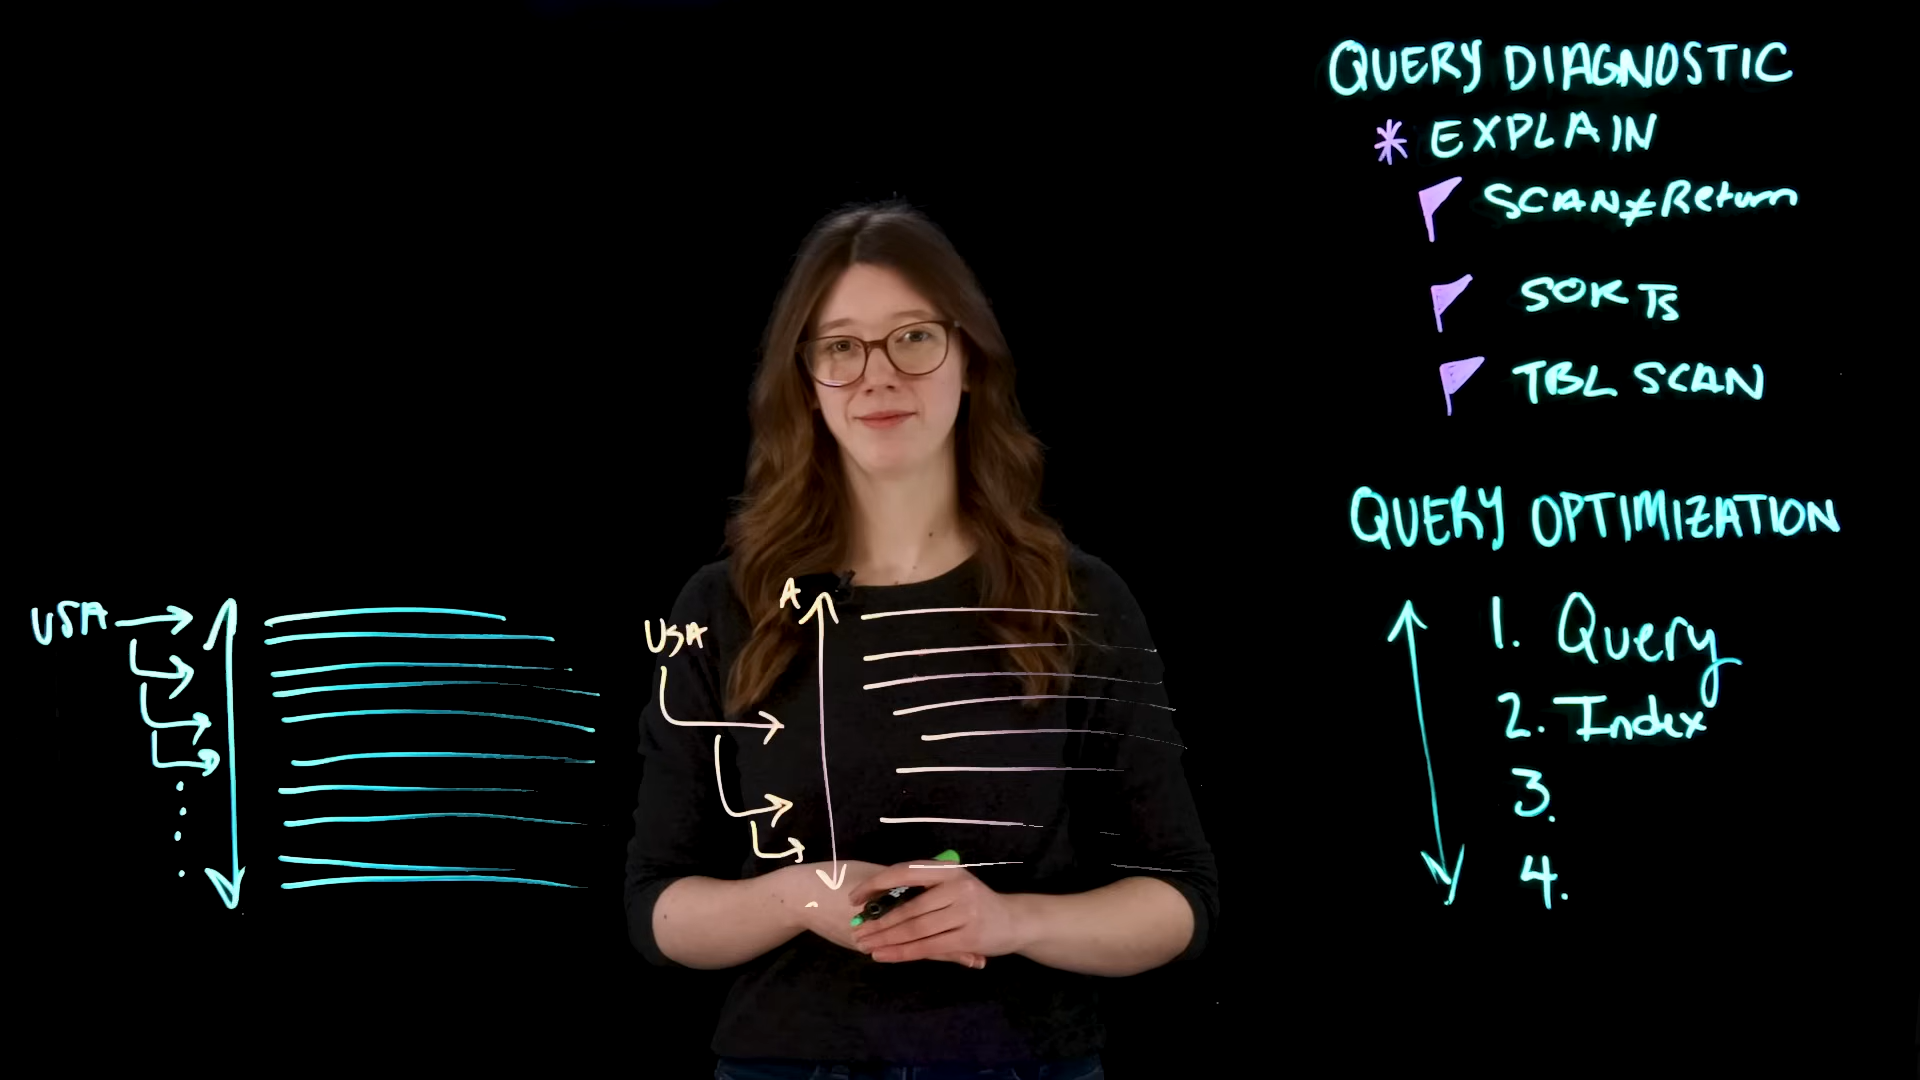 QUERY DIAGNOSTIC
* EXPLAIN
SCAN≠Return
SORTS
TBL SCAN
QUERY OPTIMIZATION
1. Query
2. Index
3.
4.
USA
USA
A